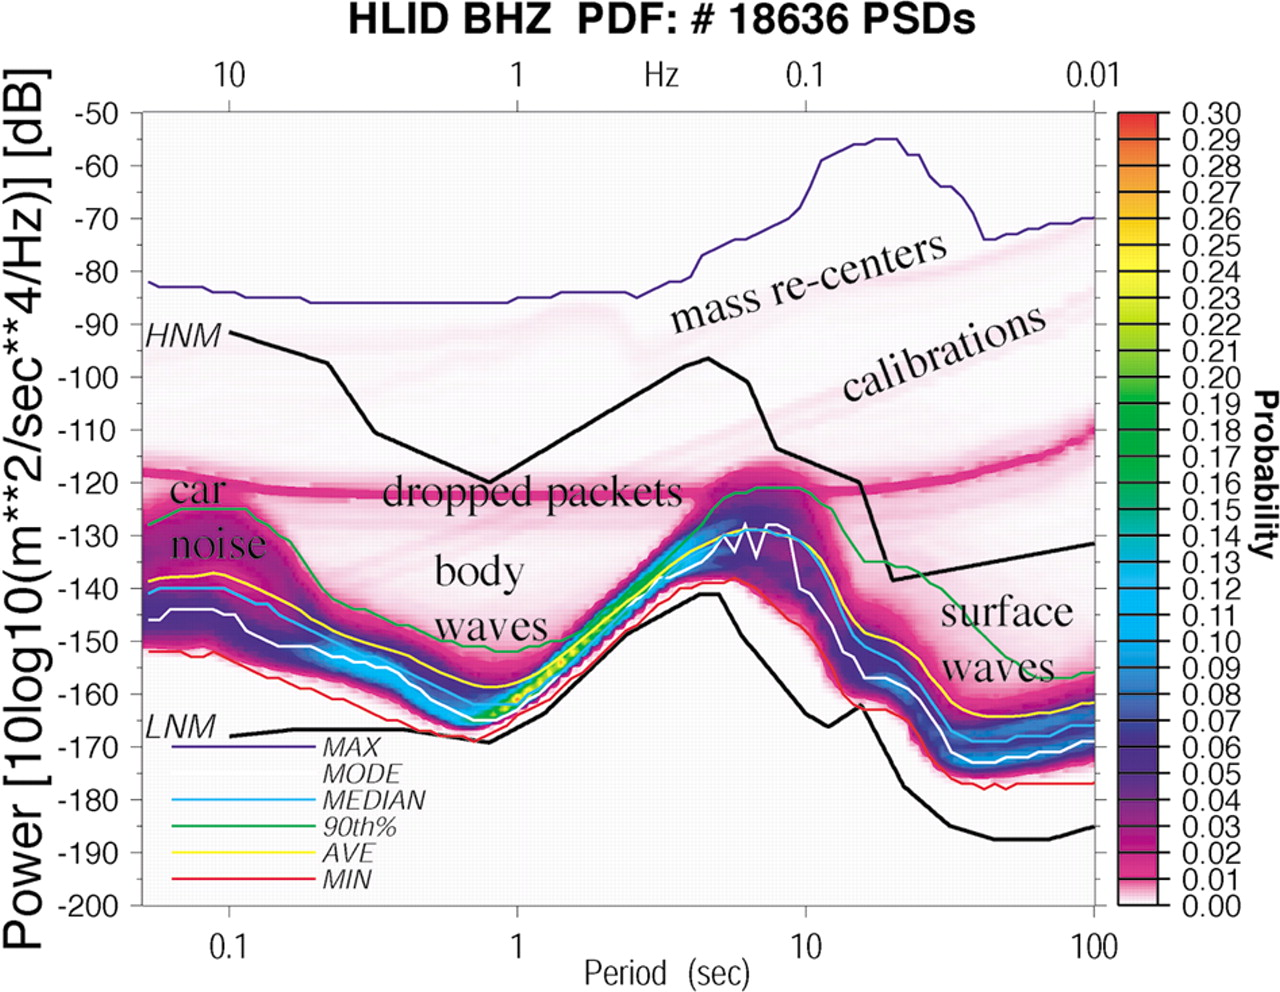 HLID BHZ PDF: # 18636 PSDs
10 1 Hz 0.1 0.01
Power [10log10(m**2/sec**4/Hz)] [dB]
-50
-60
-70
-80
-90
-100
-110
-120
-130
-140
-150
-160
-170
-180
-190
-200
HNM
mass re-centers
calibrations
car
noise
dropped packets
body
waves
surface
waves
LNM
MAX
MODE
MEDIAN
90th%
AVE
MIN
0.1 1 10 100
Period (sec)
0.30
0.29
0.28
0.27
0.26
0.25
0.24
0.23
0.22
0.21
0.20
0.19
0.18
0.17
0.16
0.14
0.13
0.12
0.11
0.10
0.09
0.08
0.07
0.06
0.05
0.04
0.03
0.02
0.01
0.00
Probability